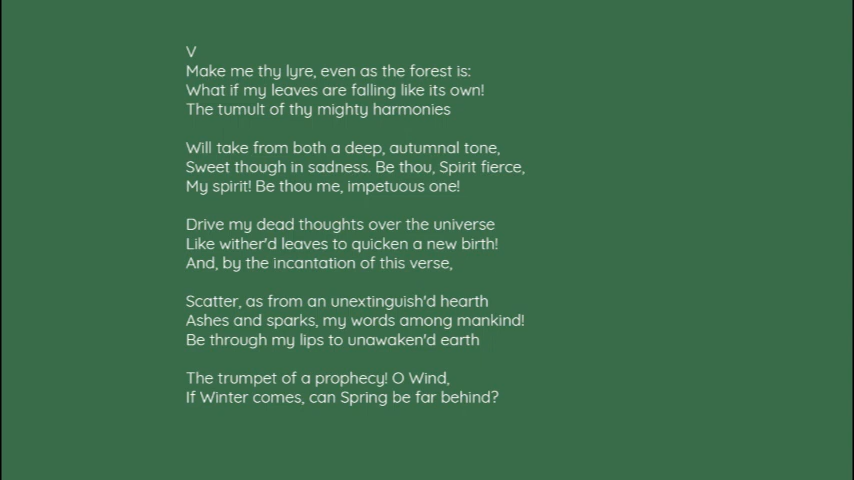 V
Make me thy lyre, even as the forest is:
What if my leaves are falling like its own!
The tumult of thy mighty harmonies
Will take from both a deep, autumnal tone,
Sweet though in sadness. Be thou, Spirit fierce,
My spirit! Be thou me, impetuous one!
Drive my dead thoughts over the universe
Like wither'd leaves to quicken a new birth!
And, by the incantation of this verse,
Scatter, as from an unextinguish'd hearth
Ashes and sparks, my words among mankind!
Be through my lips to unawaken'd earth
The trumpet of a prophecy! O Wind,
If Winter comes, can Spring be far behind?